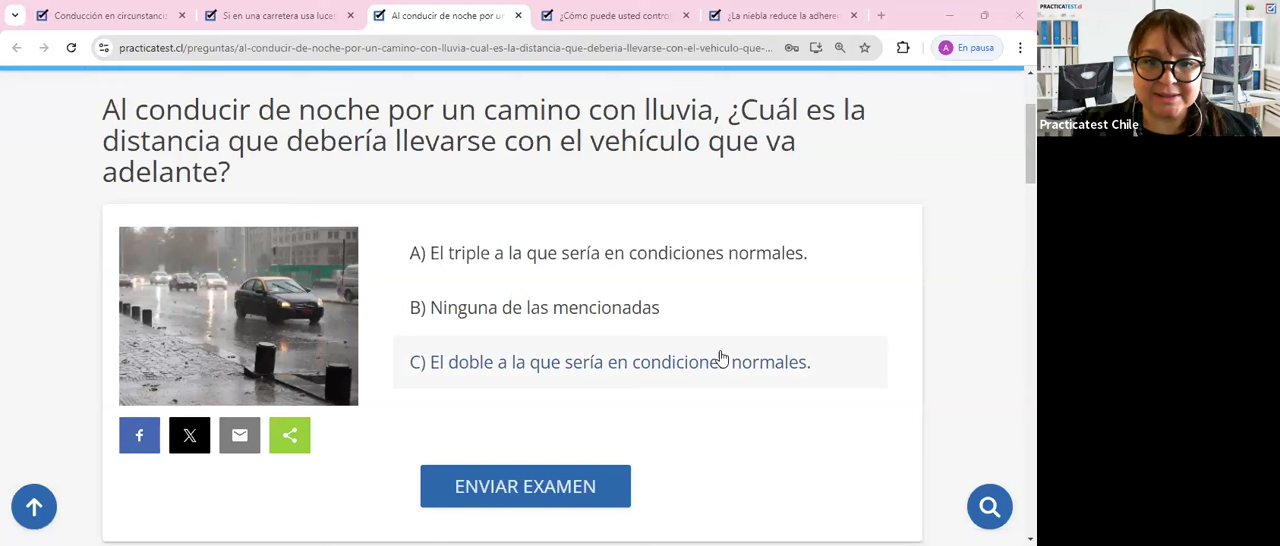 Conducción en circunstanci
Si en una carretera usa luce
Al conducir de noche por un
¿Cómo puede usted contro
¿La niebla reduce la adhere
practicatest.cl/preguntas/al-conducir-de-noche-por-un-camino-con-lluvia-cual-es-la-distancia-que-deberia-llevarse-con-el-vehiculo-que-...
A
En pausa
PRACTICATEST.cl
Practicatest Chile
Al conducir de noche por un camino con lluvia, ¿Cuál es la
distancia que debería llevarse con el vehículo que va
adelante?
A) El triple a la que sería en condiciones normales.
B) Ninguna de las mencionadas
C) El doble a la que sería en condiciones normales.
ENVIAR EXAMEN